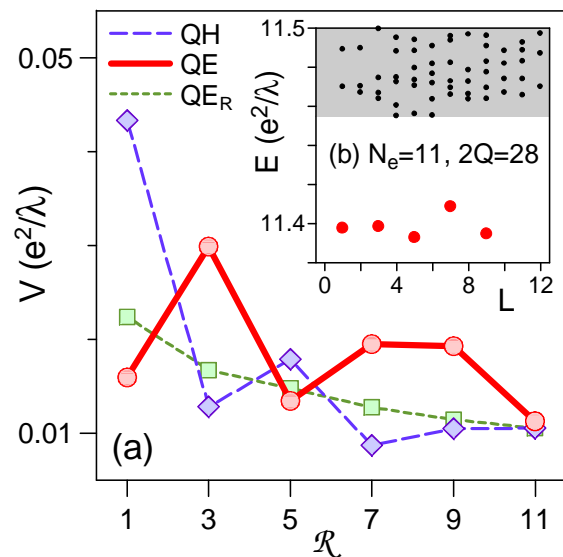 QH
QE
QE_R
0.05
0.01
V (e²/λ)
(a)
1 3 5 7 9 11
ℛ
11.5
11.4
E (e²/λ)
(b) Nₑ=11, 2Q=28
0 4 8 12
L